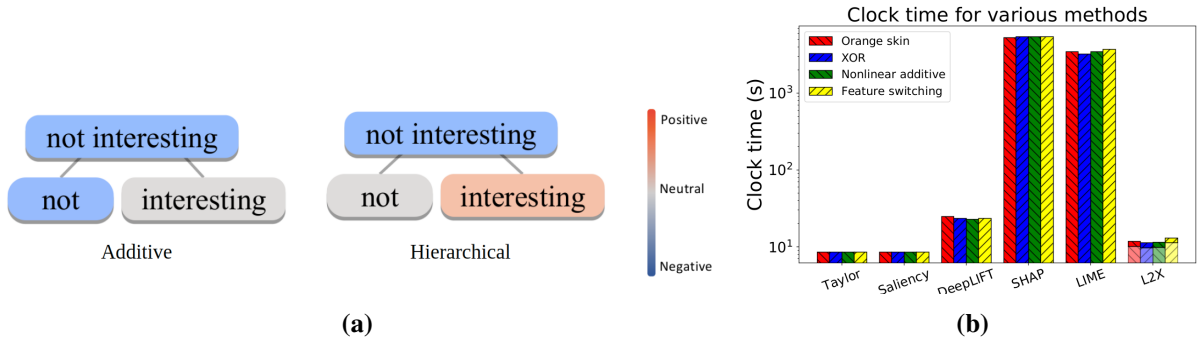 not interesting
not
interesting
Additive
not interesting
not
interesting
Hierarchical
Positive
Neutral
Negative
(a)
Clock time for various methods
Clock time (s)
10³
10²
10¹
Orange skin
XOR
Nonlinear additive
Feature switching
Taylor
Saliency
DeepLIFT
SHAP
LIME
L2X
(b)